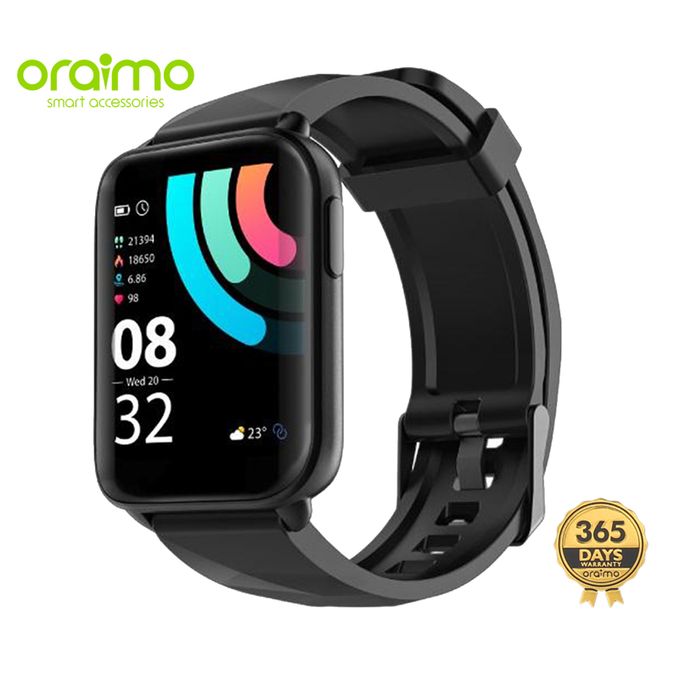 oraimo
smart accessories
21394
18650
6.86
98
08
Wed 20
32
23°
365
DAYS
WARRANTY
oraimo